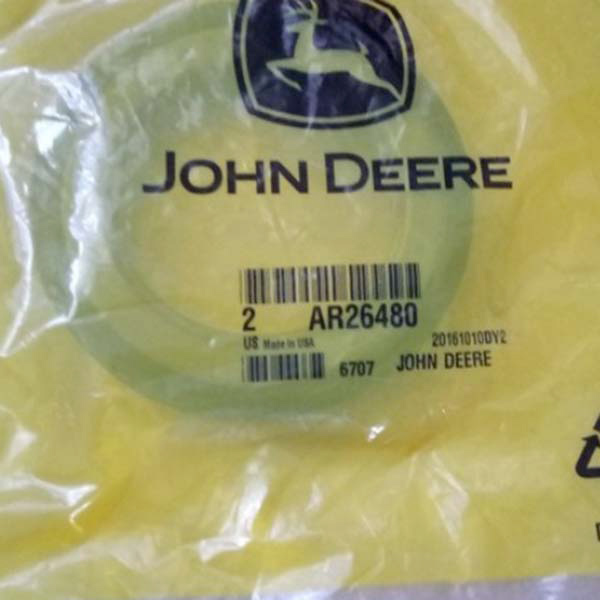 JOHN DEERE
2 AR26480
US Made in USA 20161010DY2
6707 JOHN DEERE